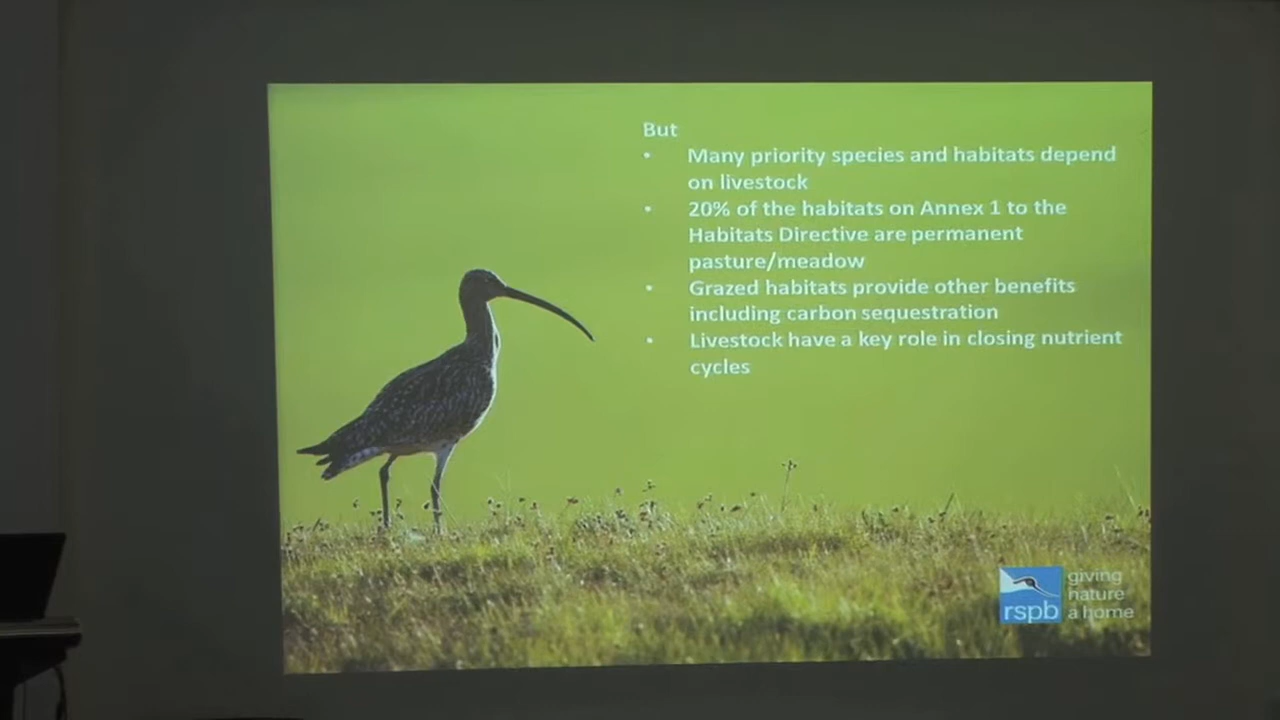 But
• Many priority species and habitats depend
on livestock
• 20% of the habitats on Annex 1 to the
Habitats Directive are permanent
pasture/meadow
• Grazed habitats provide other benefits
including carbon sequestration
• Livestock have a key role in closing nutrient
cycles
rspb
giving
nature
a home